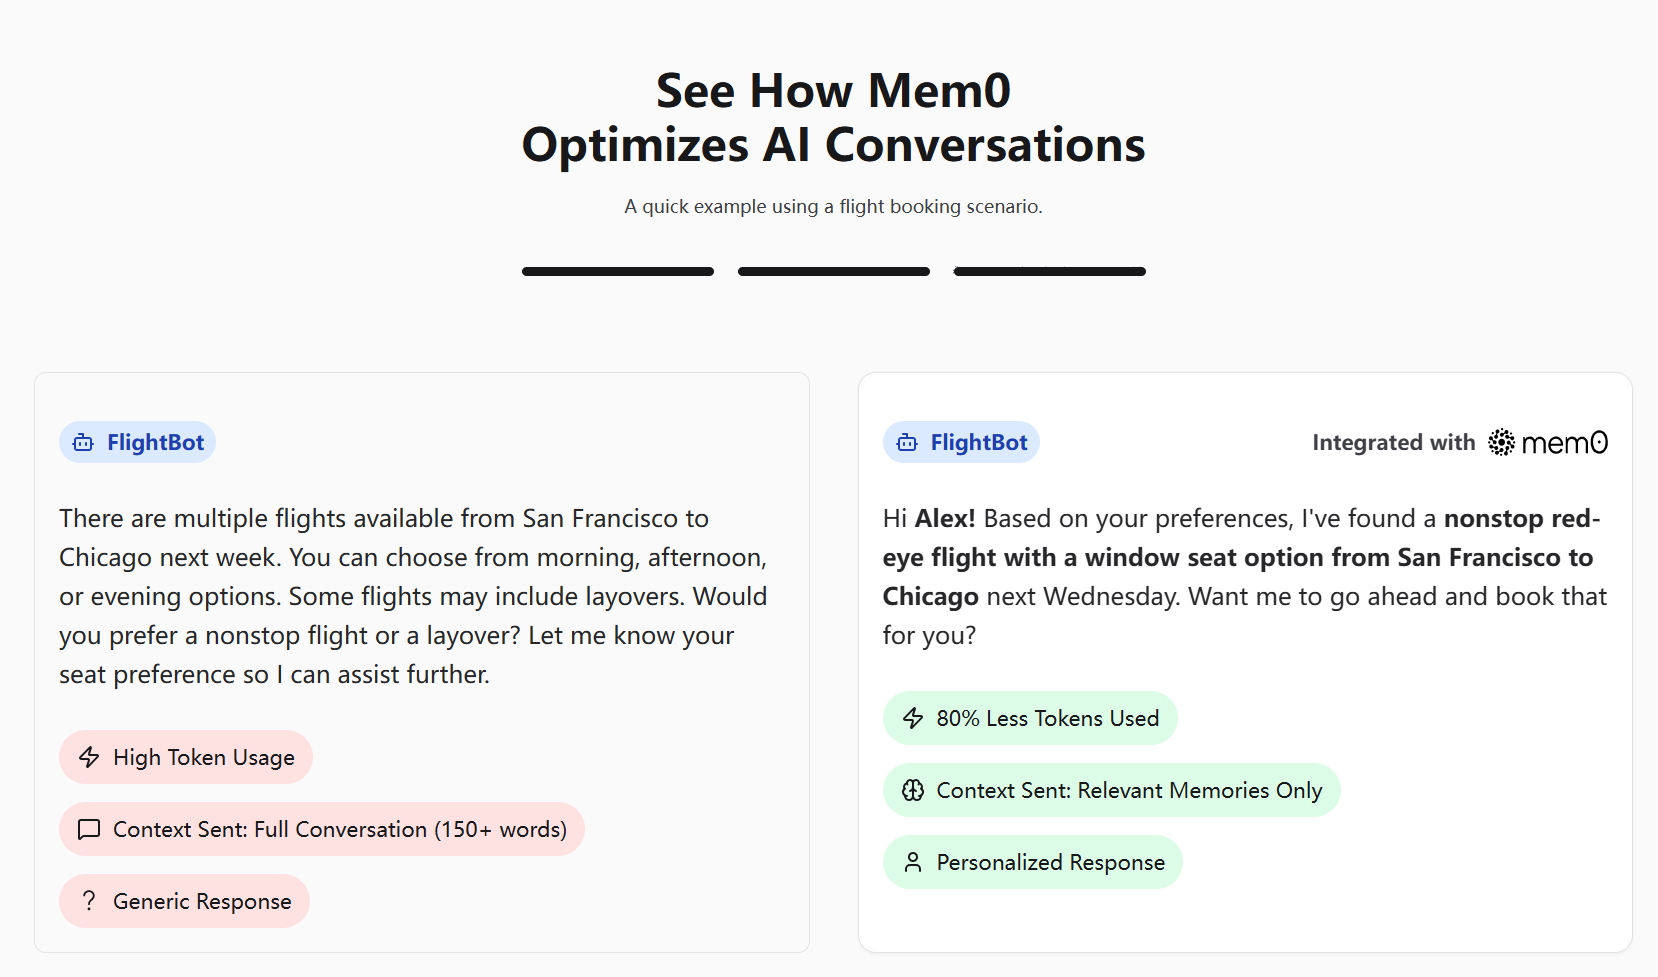 See How Mem0
Optimizes AI Conversations
A quick example using a flight booking scenario.
FlightBot
There are multiple flights available from San Francisco to
Chicago next week. You can choose from morning, afternoon,
or evening options. Some flights may include layovers. Would
you prefer a nonstop flight or a layover? Let me know your
seat preference so I can assist further.
High Token Usage
Context Sent: Full Conversation (150+ words)
? Generic Response
FlightBot
Integrated with mem0
Hi Alex! Based on your preferences, I've found a nonstop red-
eye flight with a window seat option from San Francisco to
Chicago next Wednesday. Want me to go ahead and book that
for you?
80% Less Tokens Used
Context Sent: Relevant Memories Only
Personalized Response